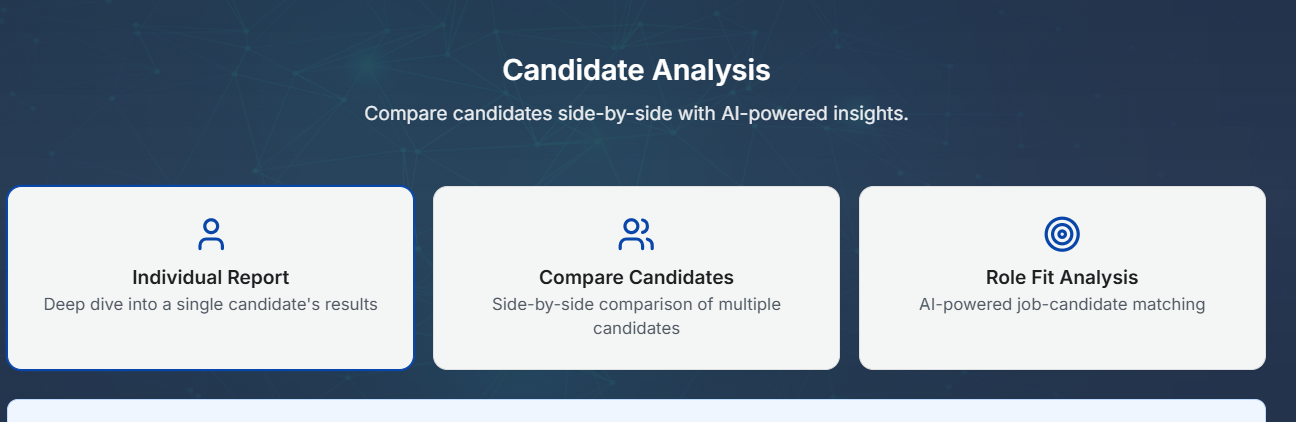 Candidate Analysis
Compare candidates side-by-side with AI-powered insights.
Individual Report
Deep dive into a single candidate's results
Compare Candidates
Side-by-side comparison of multiple
candidates
Role Fit Analysis
AI-powered job-candidate matching